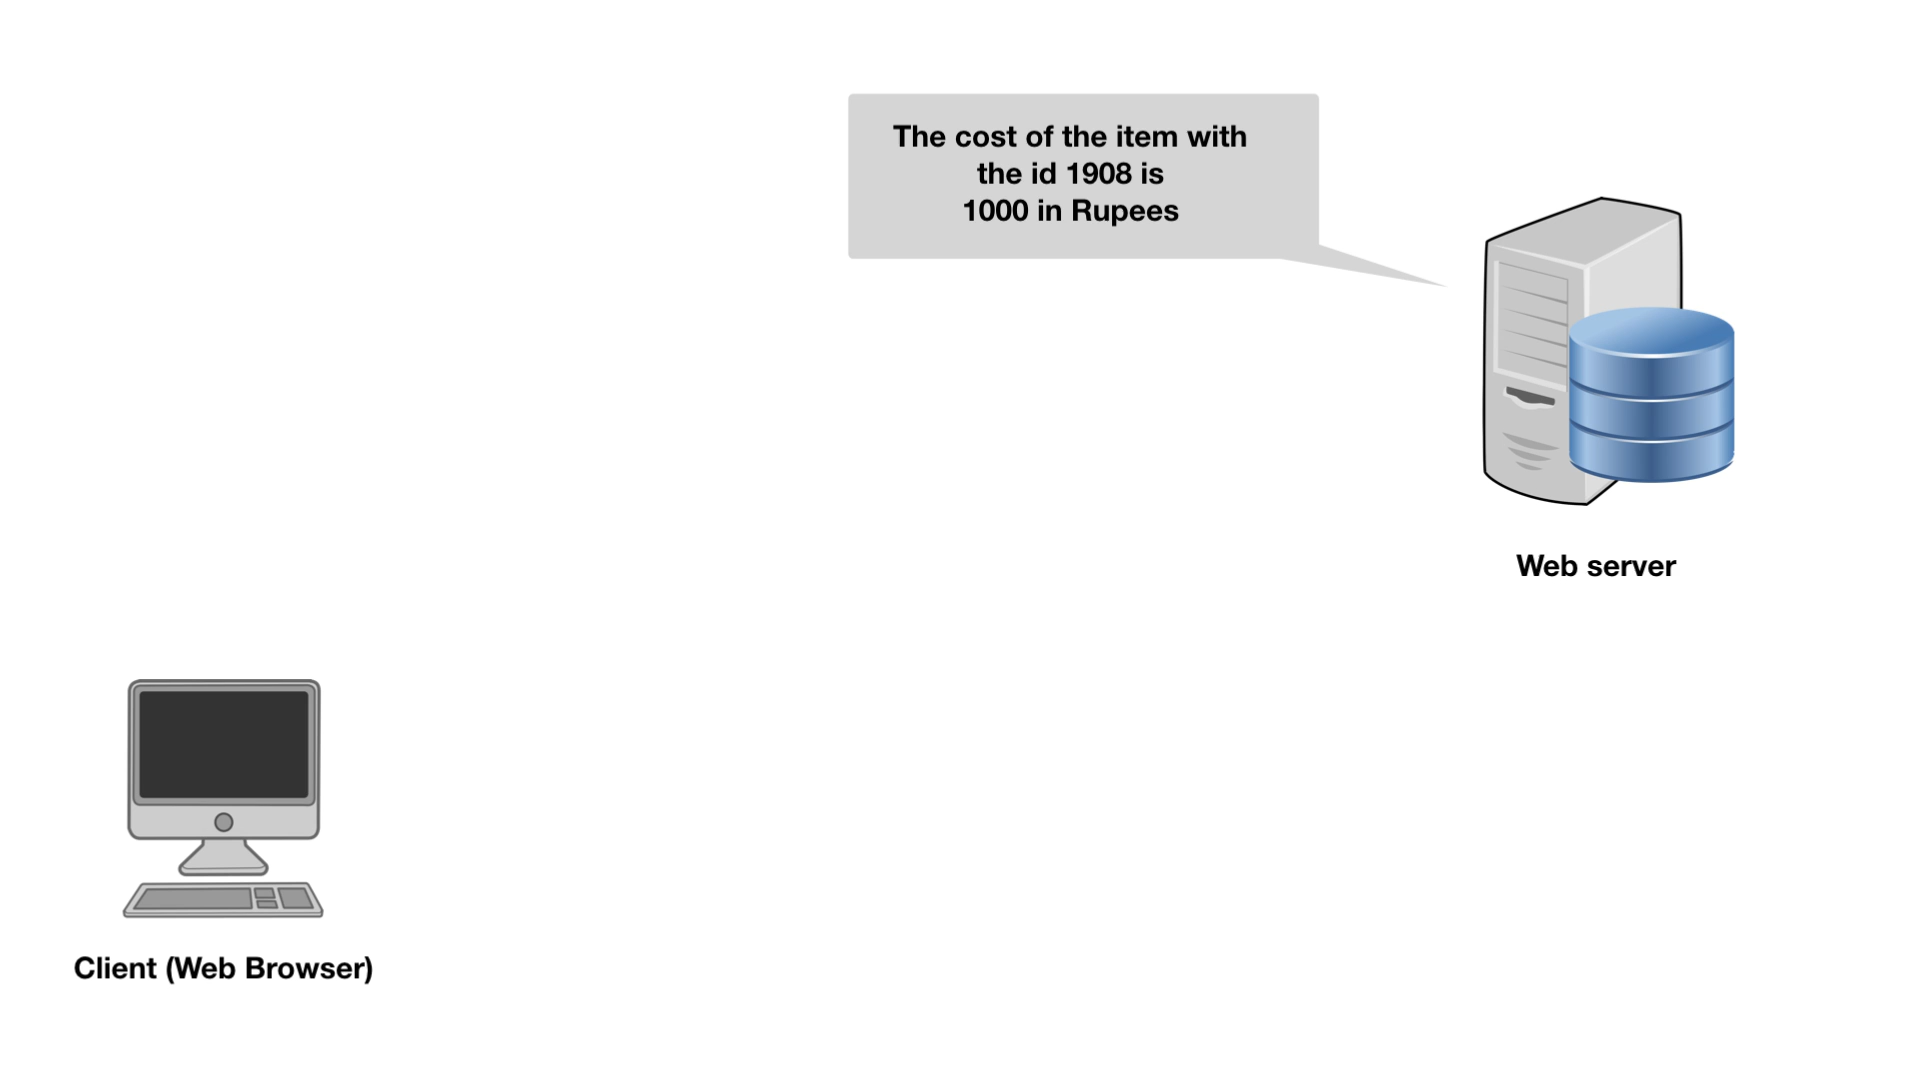 The cost of the item with
the id 1908 is
1000 in Rupees
Web server
Client (Web Browser)